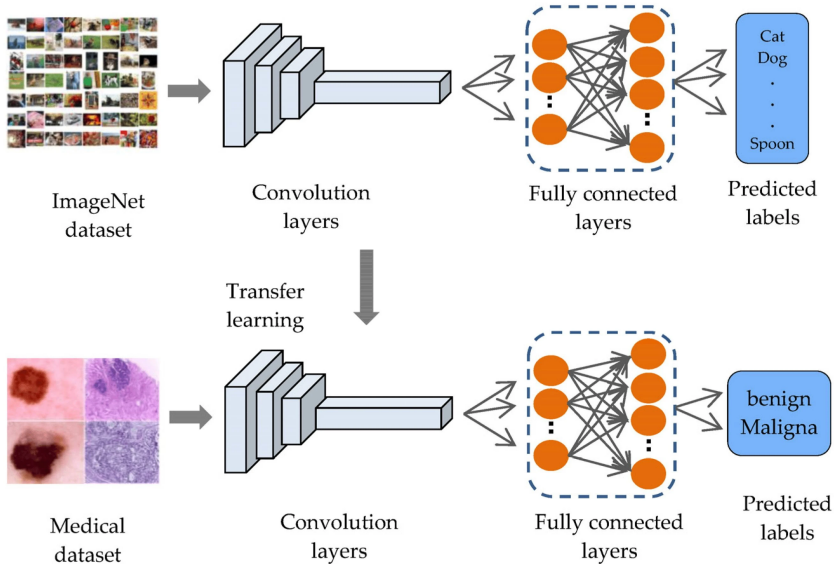 Cat
Dog
.
.
.
Spoon
ImageNet
dataset
Convolution
layers
Fully connected
layers
Predicted
labels
Transfer
learning
benign
Maligna
Medical
dataset
Convolution
layers
Fully connected
layers
Predicted
labels